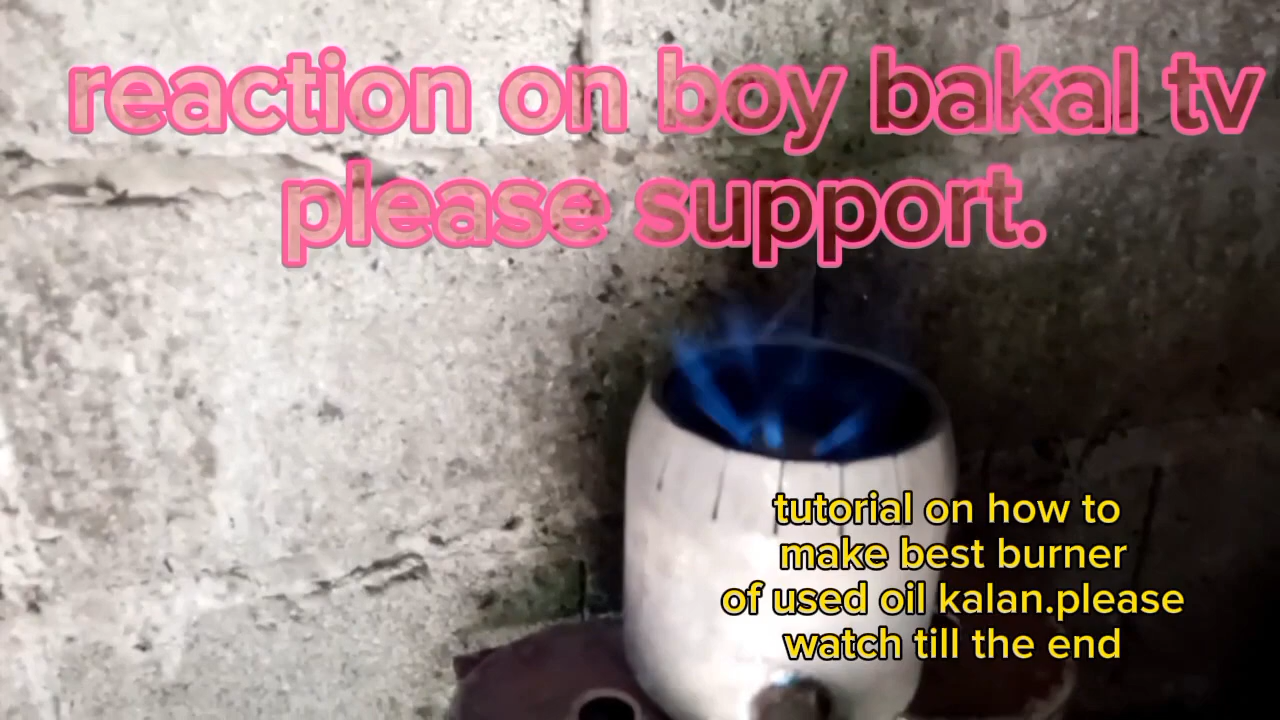 reaction on boy bakal tv
please support.
tutorial on how to
make best burner
of used oil kalan.please
watch till the end